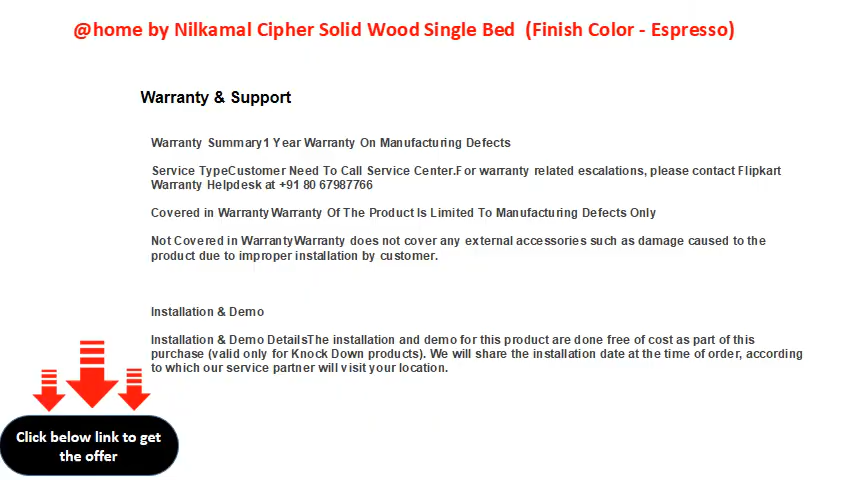 @home by Nilkamal Cipher Solid Wood Single Bed (Finish Color - Espresso)
Warranty & Support
Warranty Summary1 Year Warranty On Manufacturing Defects
Service TypeCustomer Need To Call Service Center.For warranty related escalations, please contact Flipkart
Warranty Helpdesk at +91 80 67987766
Covered in WarrantyWarranty Of The Product Is Limited To Manufacturing Defects Only
Not Covered in WarrantyWarranty does not cover any external accessories such as damage caused to the
product due to improper installation by customer.
Installation & Demo
Installation & Demo DetailsThe installation and demo for this product are done free of cost as part of this
purchase (valid only for Knock Down products). We will share the installation date at the time of order, according
to which our service partner will visit your location.
Click below link to get
the offer